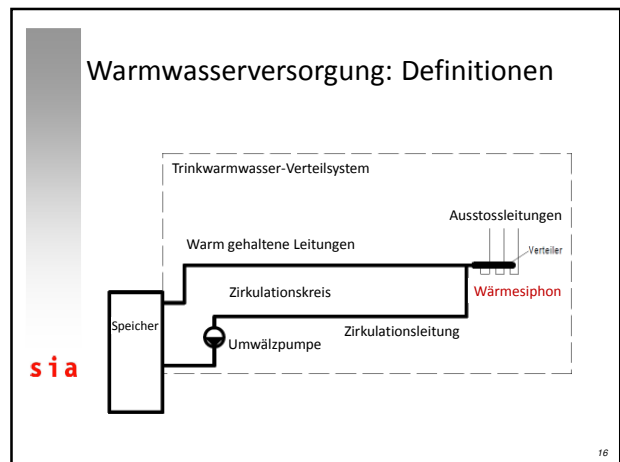 Warmwasserversorgung: Definitionen
Trinkwarmwasser-Verteilsystem
Ausstossleitungen
Warm gehaltene Leitungen
Verteiler
Zirkulationskreis
Wärmesiphon
Speicher
Zirkulationsleitung
Umwälzpumpe
sia
16